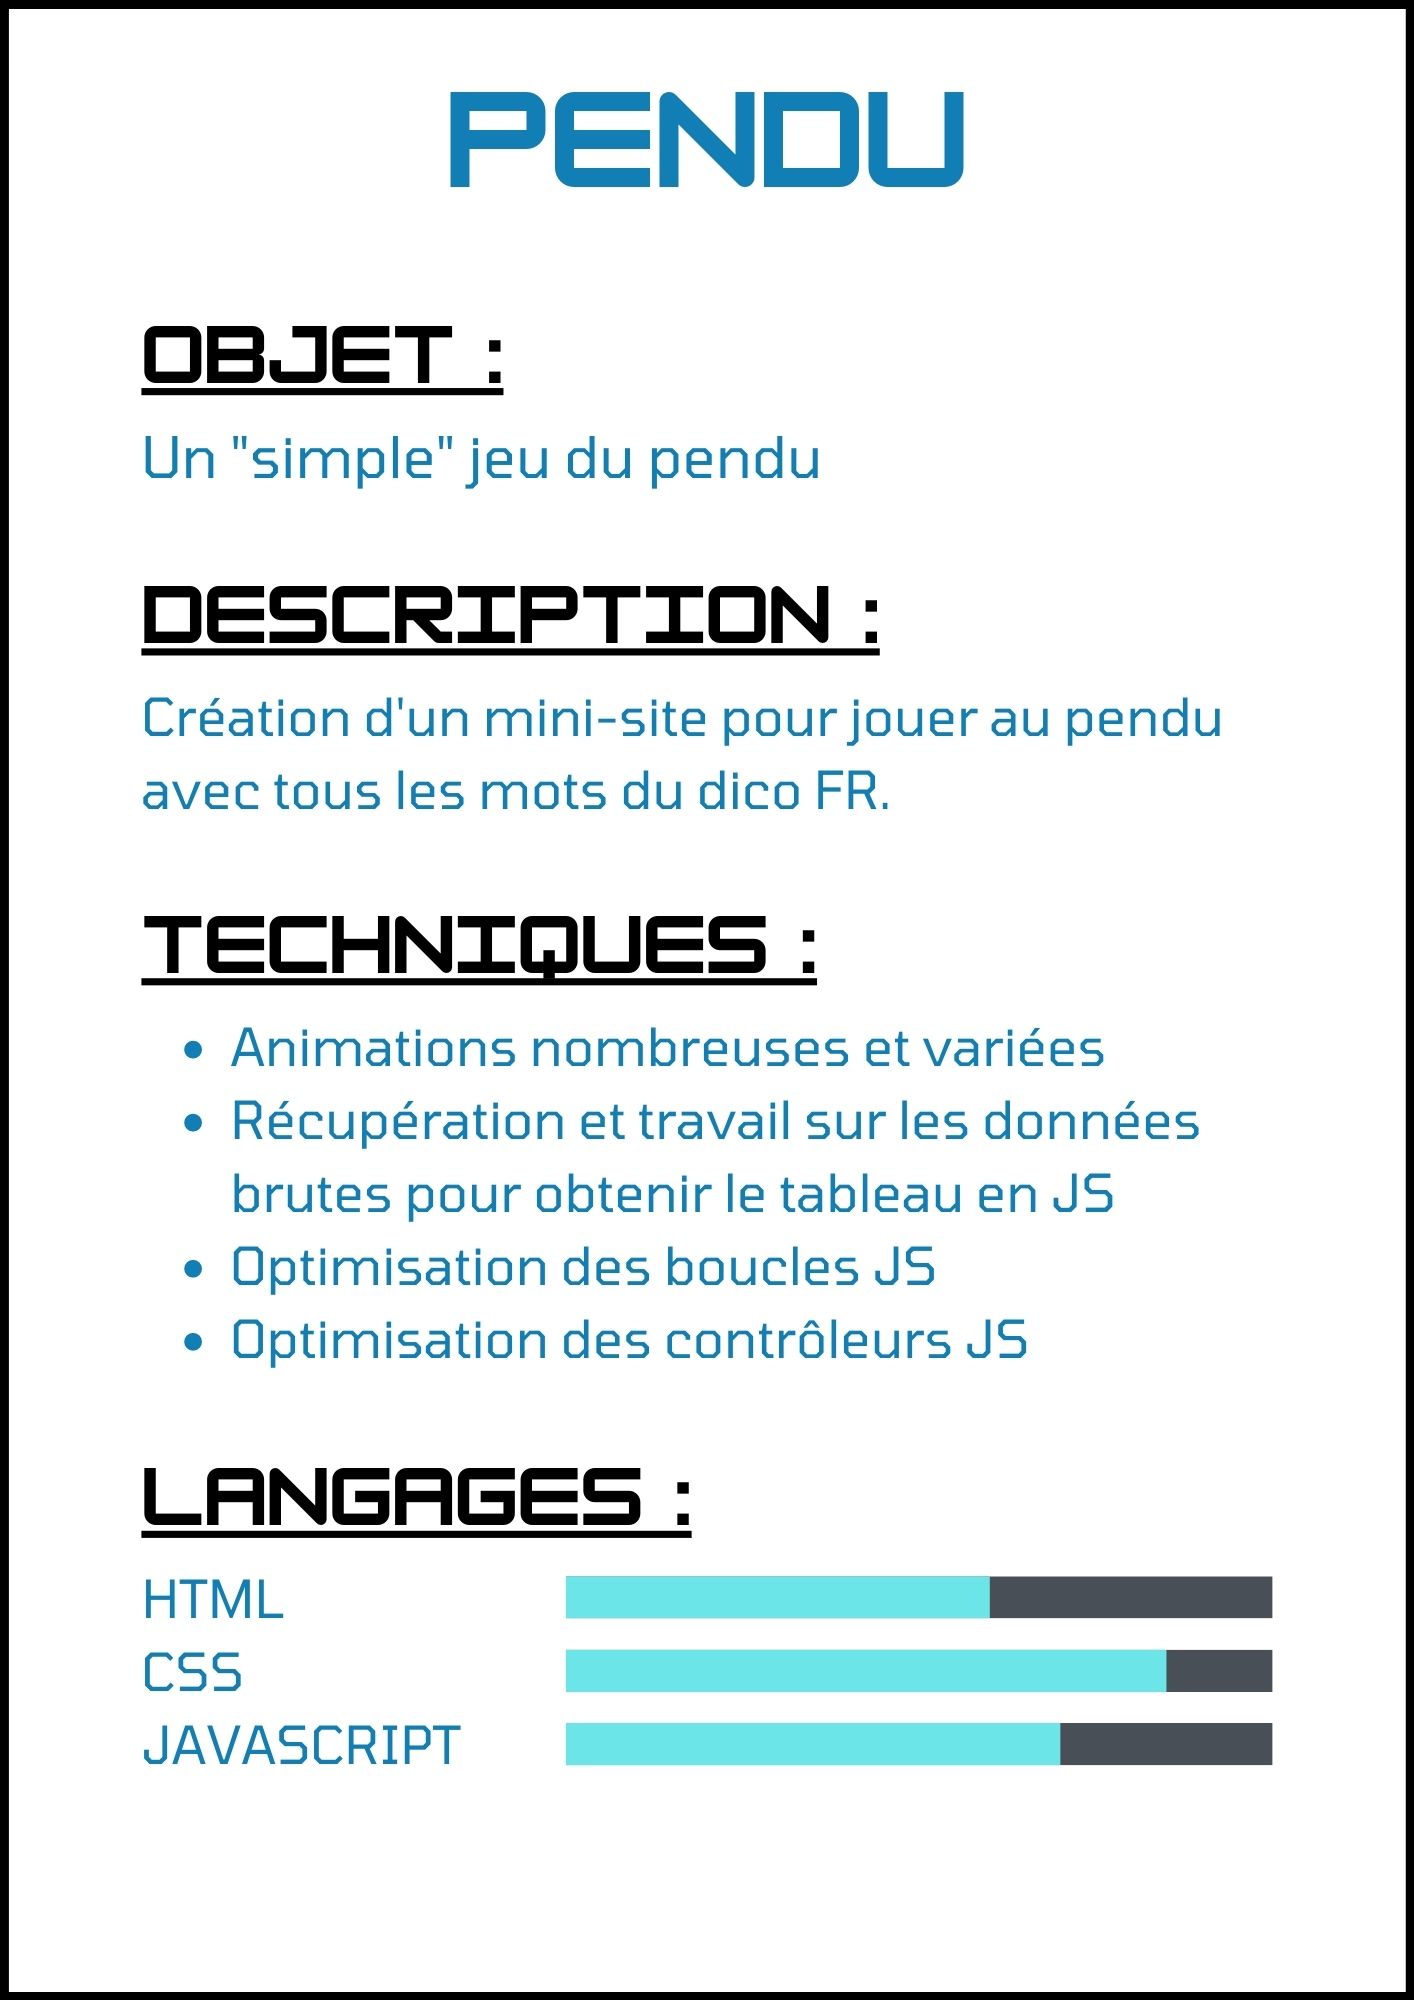 PENDU
OBJET :
Un "simple" jeu du pendu
DESCRIPTION :
Création d'un mini-site pour jouer au pendu
avec tous les mots du dico FR.
TECHNIQUES :
• Animations nombreuses et variées
• Récupération et travail sur les données
brutes pour obtenir le tableau en JS
• Optimisation des boucles JS
• Optimisation des contrôleurs JS
LANGAGES :
HTML
CSS
JAVASCRIPT